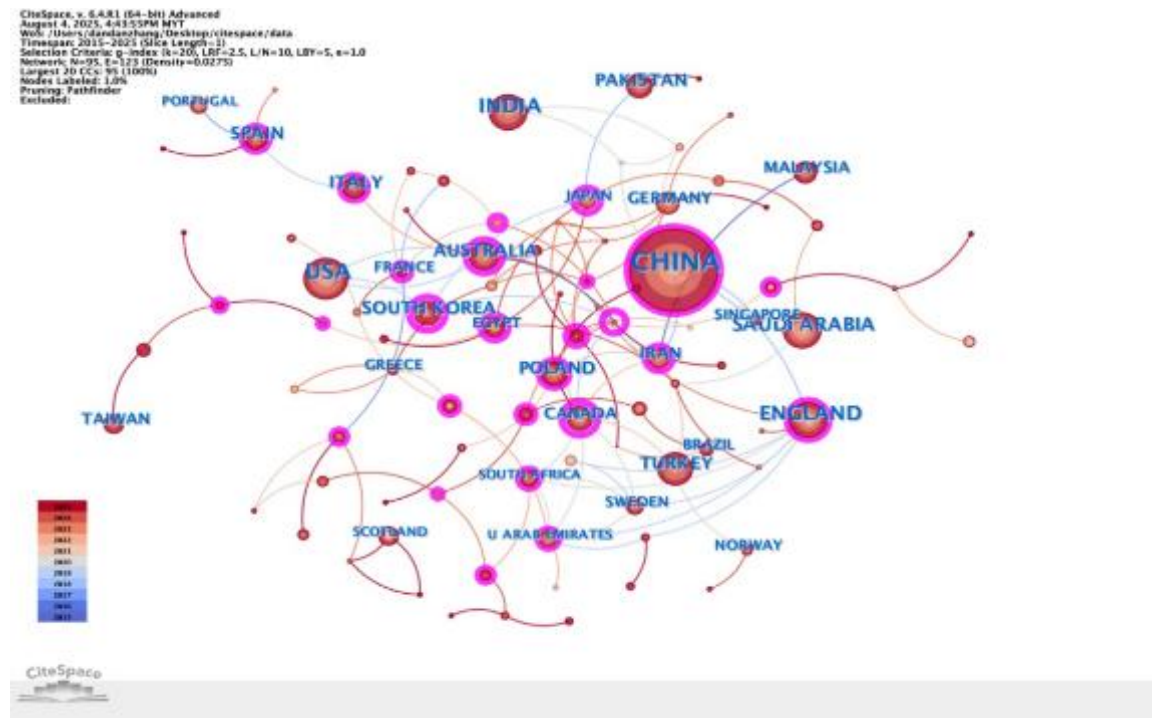 CiteSpace, v. 6.4.R1 (64-bit) Advanced
August 4, 2025, 4:43:55PM MYT
WoS: /Users/dandanzhang/Desktop/citespace/data
Timespan: 2015-2025 (Slice Length=1)
Selection Criteria: g-index (k=20), LRF=2.5, L/N=10, LBY=5, e=1.0
Network: N=95, E=123 (Density=0.0275)
Largest 20 CCs: 95 (100%)
Nodes Labeled: 1.0%
Pruning: Pathfinder
Excluded:
PAKISTAN
PORTUGAL
INDIA
SPAIN
MALAYSIA
ITALY
JAPAN
GERMANY
AUSTRALIA
CHINA
FRANCE
USA
SOUTH KOREA
SINGAPORE
EGYPT
SAUDI ARABIA
IRAN
GREECE
POLAND
CANADA
ENGLAND
TAIWAN
BRAZIL
TURKEY
SOUTH AFRICA
SWEDEN
SCOTLAND
U ARAB EMIRATES
NORWAY
2021
2020
2017
CiteSpace